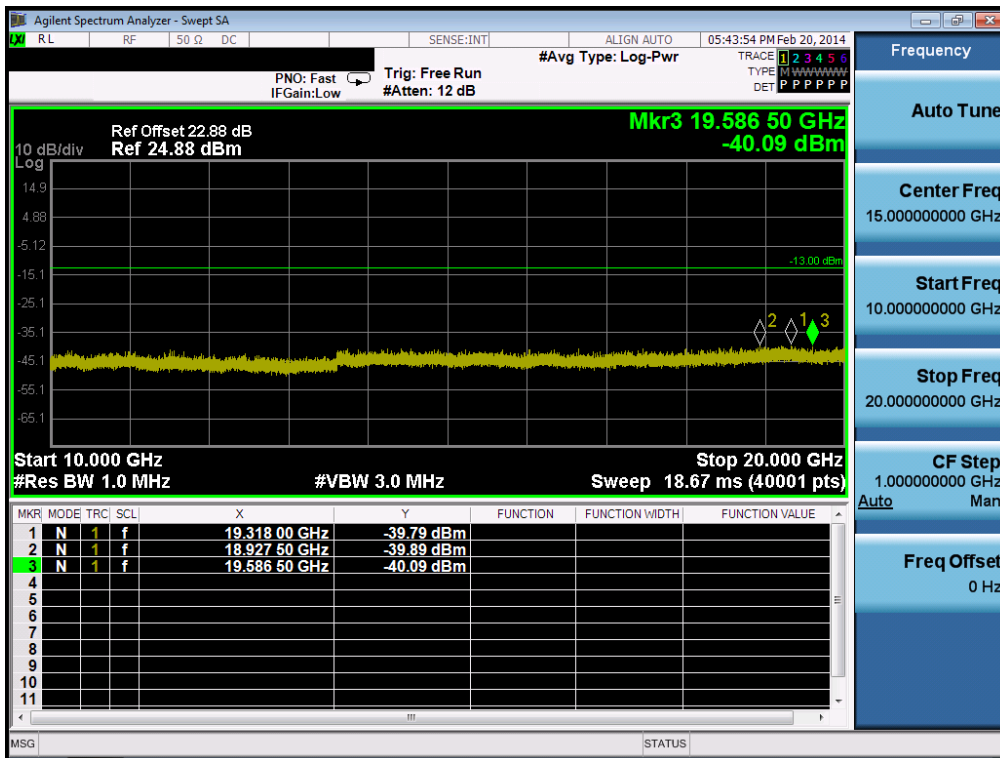 Agilent Spectrum Analyzer - Swept SA
LXI RL RF 50 Ω DC SENSE:INT ALIGN AUTO 05:43:54 PM Feb 20, 2014
#Avg Type: Log-Pwr
TRACE 1 2 3 4 5 6
TYPE M WWWWW
DET P P P P P P
PNO: Fast
IFGain:Low
Trig: Free Run
#Atten: 12 dB
Mkr3 19.586 50 GHz
-40.09 dBm
Ref Offset 22.88 dB
10 dB/div Ref 24.88 dBm
Log
14.9
4.88
-5.12
-13.00 dBm
-15.1
-25.1
2 1 3
-35.1
-45.1
-55.1
-65.1
Start 10.000 GHz Stop 20.000 GHz
#Res BW 1.0 MHz #VBW 3.0 MHz Sweep 18.67 ms (40001 pts)
MKR MODE TRC SCL X Y FUNCTION FUNCTION WIDTH FUNCTION VALUE
1 N 1 f 19.318 00 GHz -39.79 dBm
2 N 1 f 18.927 50 GHz -39.89 dBm
3 N 1 f 19.586 50 GHz -40.09 dBm
4
5
6
7
8
9
10
11
MSG STATUS
Frequency
Auto Tune
Center Freq
15.000000000 GHz
Start Freq
10.000000000 GHz
Stop Freq
20.000000000 GHz
CF Step
1.000000000 GHz
Auto Man
Freq Offset
0 Hz